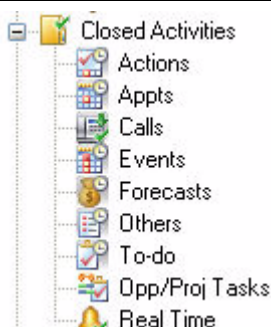 Closed Activities
Actions
Appts
Calls
Events
Forecasts
Others
To-do
Opp/Proj Tasks
Real Time